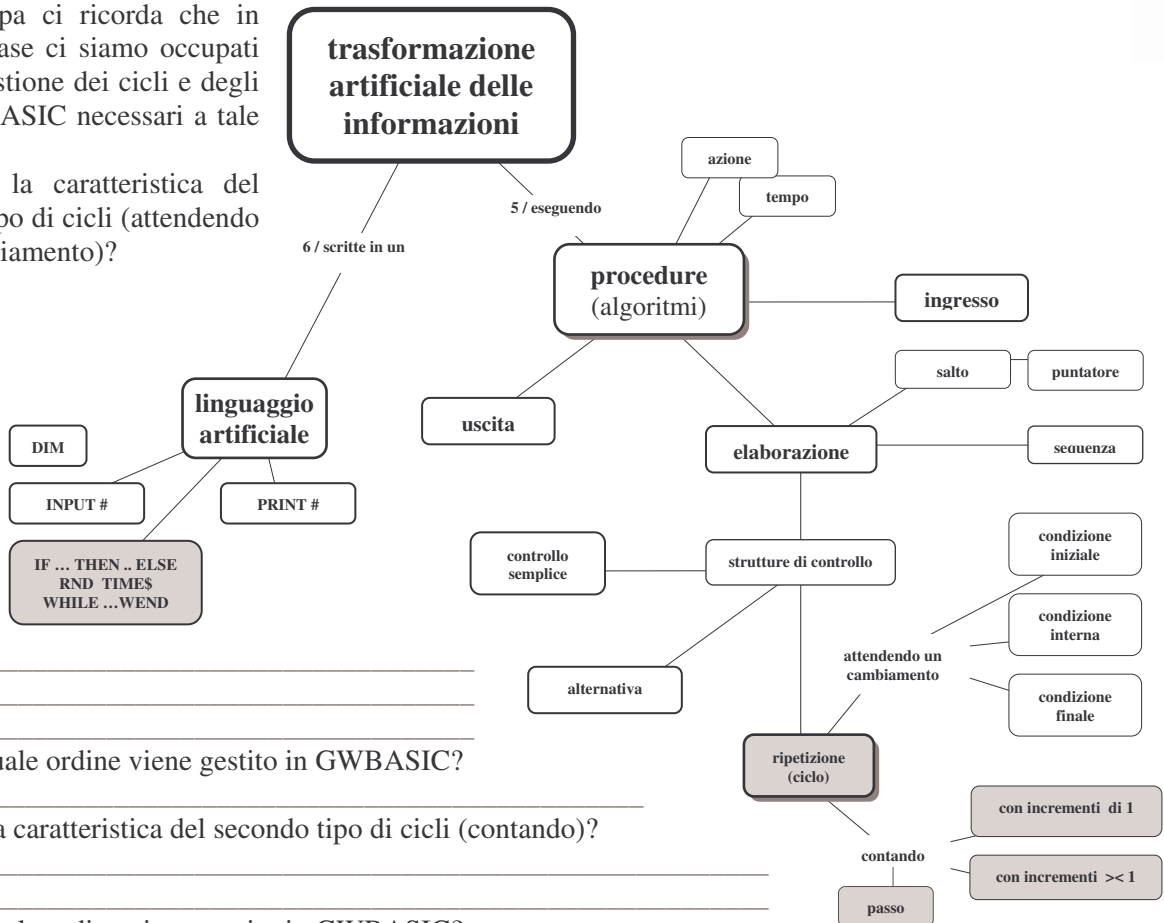 pa ci ricorda che in
ase ci siamo occupati
stione dei cicli e degli
ASIC necessari a tale
la caratteristica del
po di cicli (attendendo
iamento)?
trasformazione
artificiale delle
informazioni
azione
tempo
5 / eseguendo
6 / scritte in un
procedure
(algoritmi)
ingresso
salto
puntatore
linguaggio
artificiale
uscita
DIM
elaborazione
sequenza
INPUT #
PRINT #
condizione
iniziale
controllo
semplice
strutture di controllo
IF … THEN .. ELSE
RND TIME$
WHILE …WEND
condizione
interna
attendendo un
cambiamento
alternativa
condizione
finale
ripetizione
(ciclo)
uale ordine viene gestito in GWBASIC?
con incrementi di 1
a caratteristica del secondo tipo di cicli (contando)?
contando
con incrementi >< 1
passo